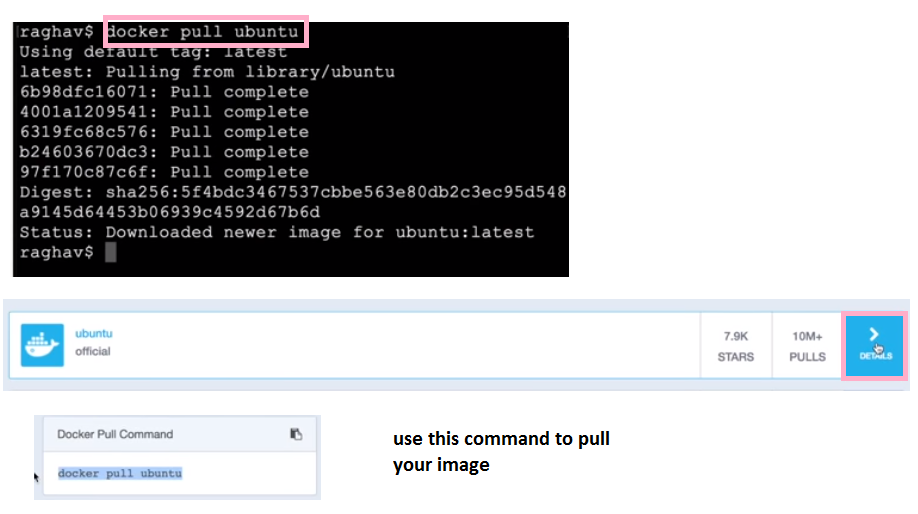 raghav$ docker pull ubuntu
Using default tag: latest
latest: Pulling from library/ubuntu
6b98dfc16071: Pull complete
4001a1209541: Pull complete
6319fc68c576: Pull complete
b24603670dc3: Pull complete
97f170c87c6f: Pull complete
Digest: sha256:5f4bdc3467537cbbe563e80db2c3ec95d548
a9145d64453b06939c4592d67b6d
Status: Downloaded newer image for ubuntu:latest
raghav$
ubuntu
official
7.9K
STARS
10M+
PULLS
DETAILS
Docker Pull Command
docker pull ubuntu
use this command to pull
your image